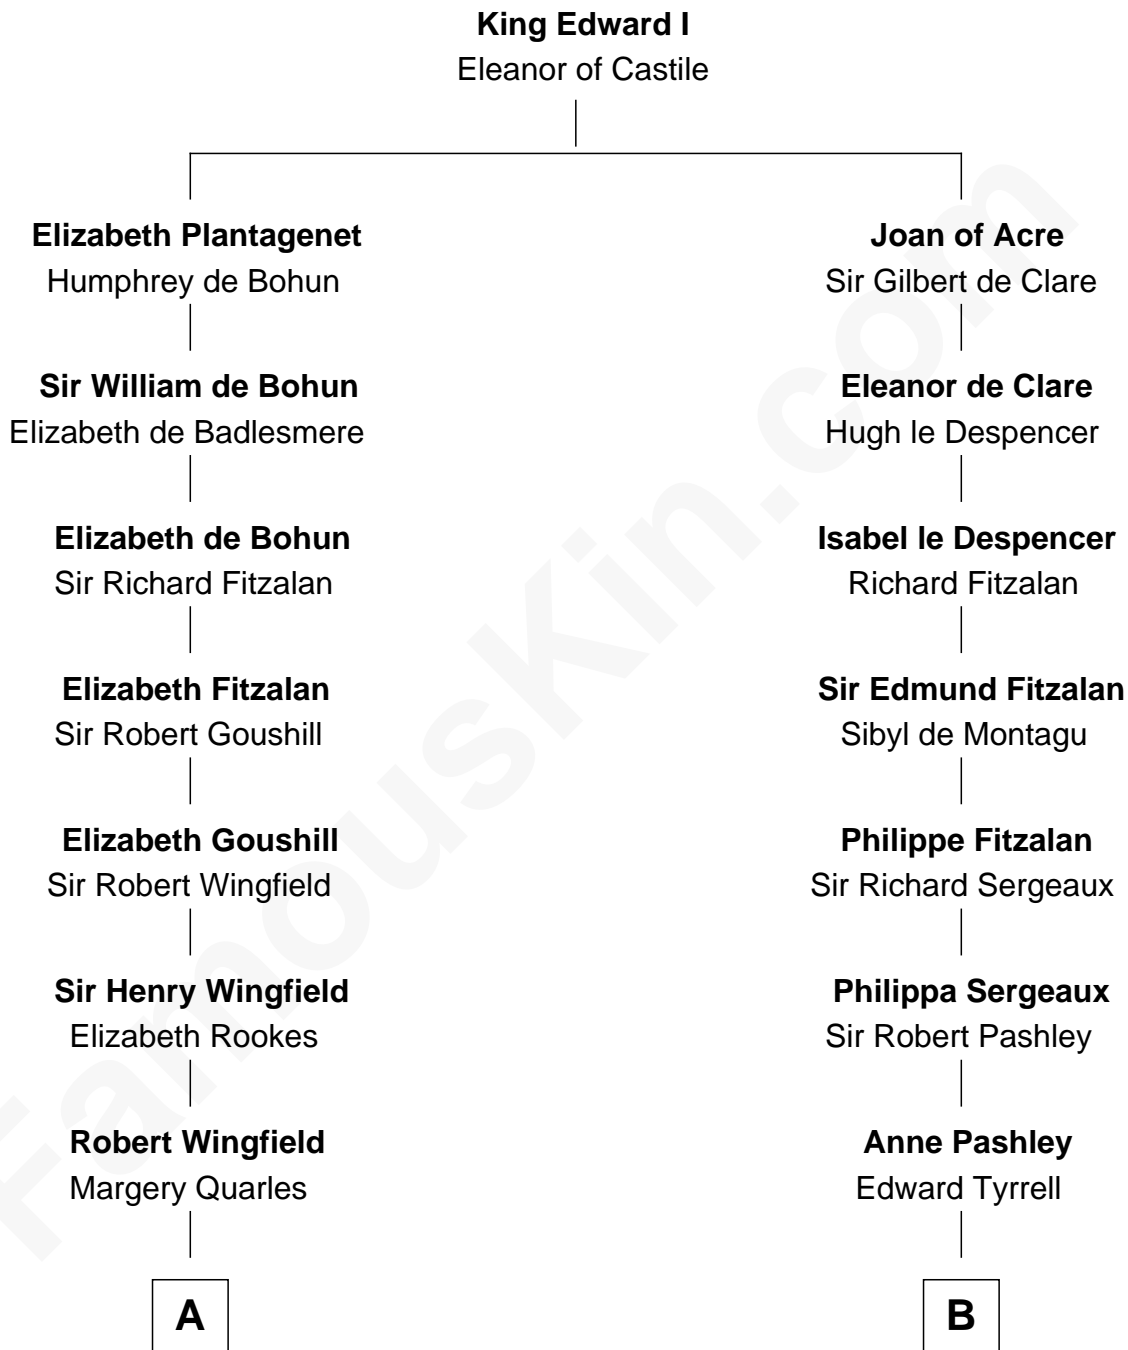 King Edward I
Eleanor of Castile
Elizabeth Plantagenet
Humphrey de Bohun
Joan of Acre
Sir Gilbert de Clare
Sir William de Bohun
Elizabeth de Badlesmere
Eleanor de Clare
Hugh le Despencer
Elizabeth de Bohun
Sir Richard Fitzalan
Isabel le Despencer
Richard Fitzalan
Elizabeth Fitzalan
Sir Robert Goushill
Sir Edmund Fitzalan
Sibyl de Montagu
Elizabeth Goushill
Sir Robert Wingfield
Philippe Fitzalan
Sir Richard Sergeaux
Sir Henry Wingfield
Elizabeth Rookes
Philippa Sergeaux
Sir Robert Pashley
Robert Wingfield
Margery Quarles
Anne Pashley
Edward Tyrrell
A
B
FamousKin.com